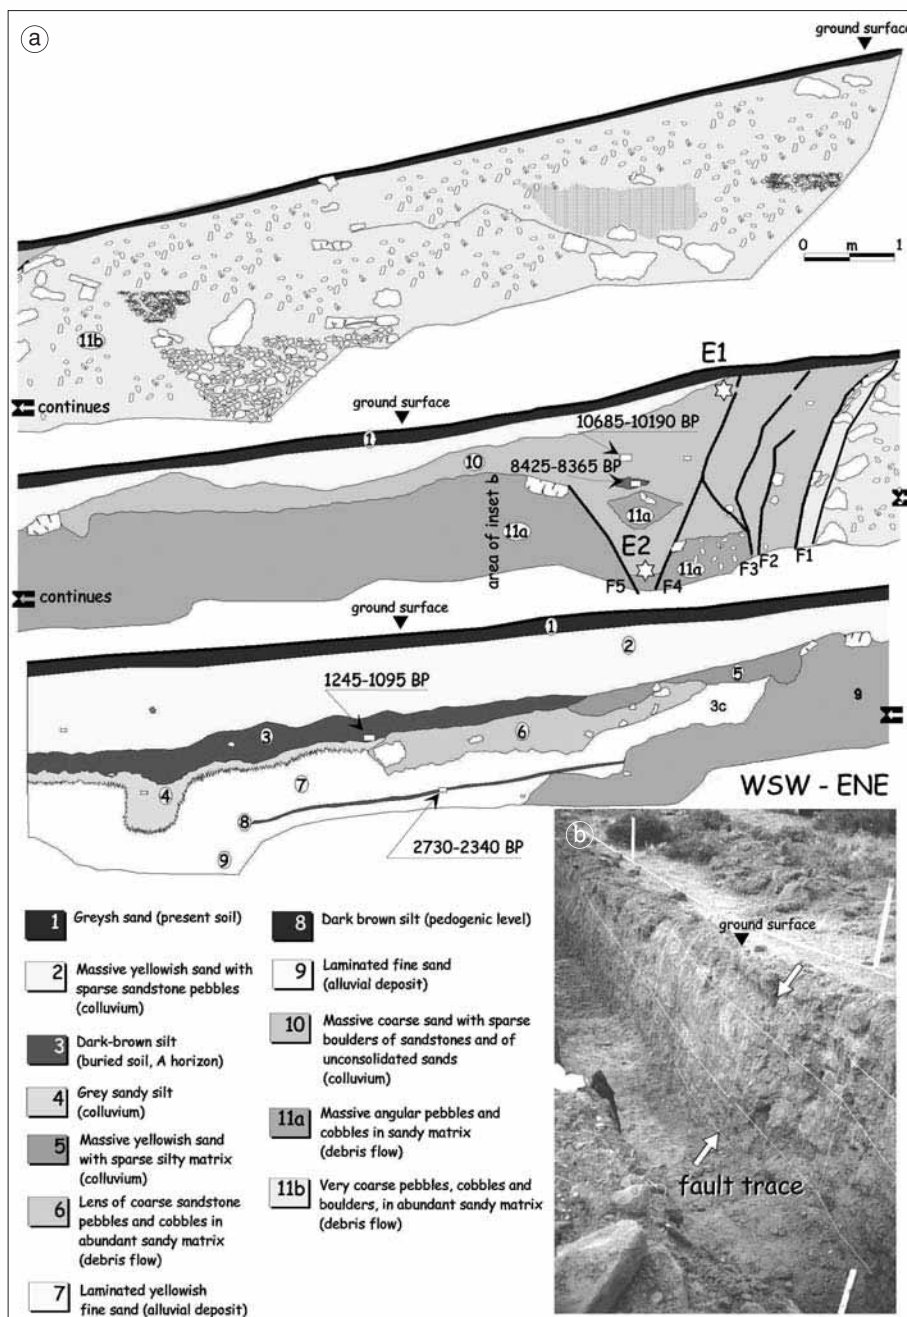 a
ground surface
0 m 1
11b
continues
ground surface
E1
1
10685-10190 BP
10
8425-8365 BP
area of inset b
11a
11a
E2
11a
F5
F4
F3
F2
F1
continues
ground surface
1
2
1245-1095 BP
5
3c
9
3
6
7
4
8
9
2730-2340 BP
WSW - ENE
b
ground surface
fault trace
1 Greysh sand (present soil)
2 Massive yellowish sand with
sparse sandstone pebbles
(colluvium)
3 Dark-brown silt
(buried soil, A horizon)
4 Grey sandy silt
(colluvium)
5 Massive yellowish sand
with sparse silty matrix
(colluvium)
6 Lens of coarse sandstone
pebbles and cobbles in
abundant sandy matrix
(debris flow)
7 Laminated yellowish
fine sand (alluvial deposit)
8 Dark brown silt (pedogenic level)
9 Laminated fine sand
(alluvial deposit)
10 Massive coarse sand with sparse
boulders of sandstones and of
unconsolidated sands
(colluvium)
11a Massive angular pebbles and
cobbles in sandy matrix
(debris flow)
11b Very coarse pebbles, cobbles and
boulders, in abundant sandy matrix
(debris flow)